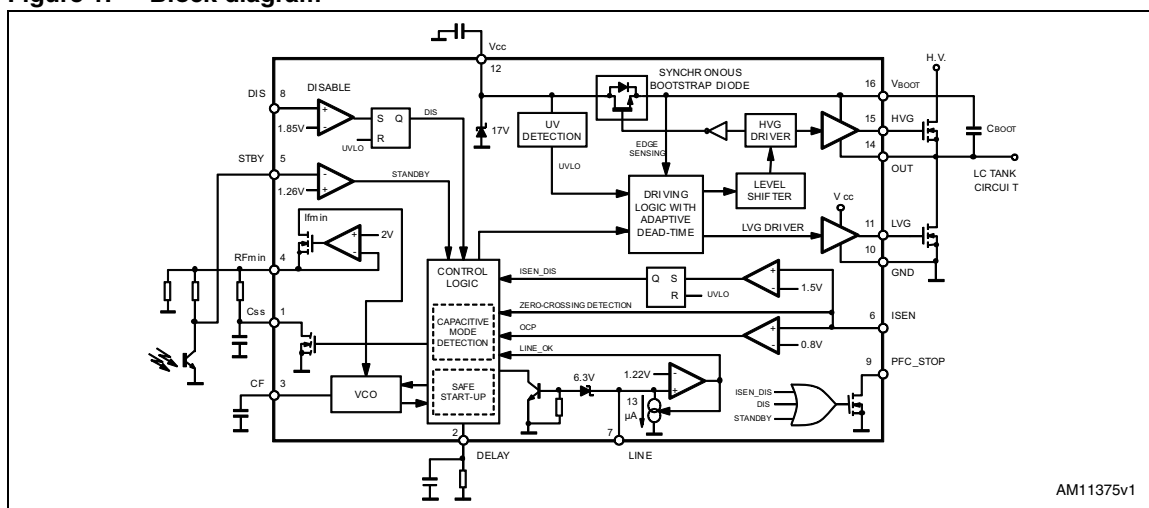 Figure 1. Block diagram
Vcc
12
H.V.
SYNCHRONOUS
BOOTSTRAP DIODE
16 VBOOT
DIS 8 DISABLE
+
-
1.85V
S Q
R
DIS
UVLO
17V
UV
DETECTION
HVG
DRIVER
15 HVG
CBOOT
14
OUT
EDGE
SENSING
UVLO
LC TANK
CIRCUIT
STBY 5
-
+
1.26V
STANDBY
LEVEL
SHIFTER
DRIVING
LOGIC WITH
ADAPTIVE
DEAD-TIME
Vcc
LVG DRIVER
11 LVG
10
GND
Ifmin
+
-
2V
RFmin 4
CONTROL
LOGIC
ISEN_DIS
Q S
R
UVLO
+
-
1.5V
ZERO-CROSSING DETECTION
Css 1
CAPACITIVE
MODE
DETECTION
OCP
+
-
0.8V
6 ISEN
LINE_OK
9 PFC_STOP
CF 3
VCO
SAFE
START-UP
6.3V
1.22V
-
+
13
µA
ISEN_DIS
DIS
STANDBY
2
DELAY
7
LINE
AM11375v1